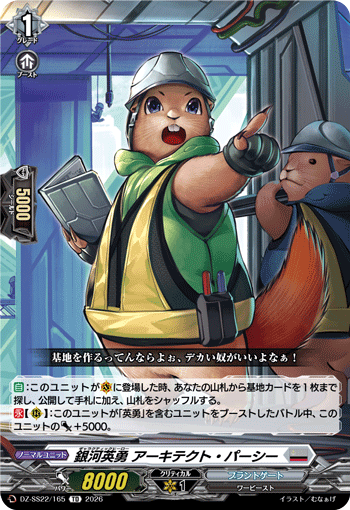 1
グレード
ブースト
5000
シールド
基地を作るってんならよぉ、デカい奴がいいよなぁ!
自:このユニットがⓇに登場した時、あなたの山札から基地カードを1枚まで
探し、公開して手札に加え、山札をシャッフルする。
永【Ⓡ】:このユニットが「英勇」を含むユニットをブーストしたバトル中、この
ユニットの+5000。
ノーマルユニット
銀河英勇 アーキテクト・パーシー
パワー
8000
クリティカル
1
ブラントゲート
ワービースト
DZ-SS22/165 TD 2026
イラスト/むなぁげ